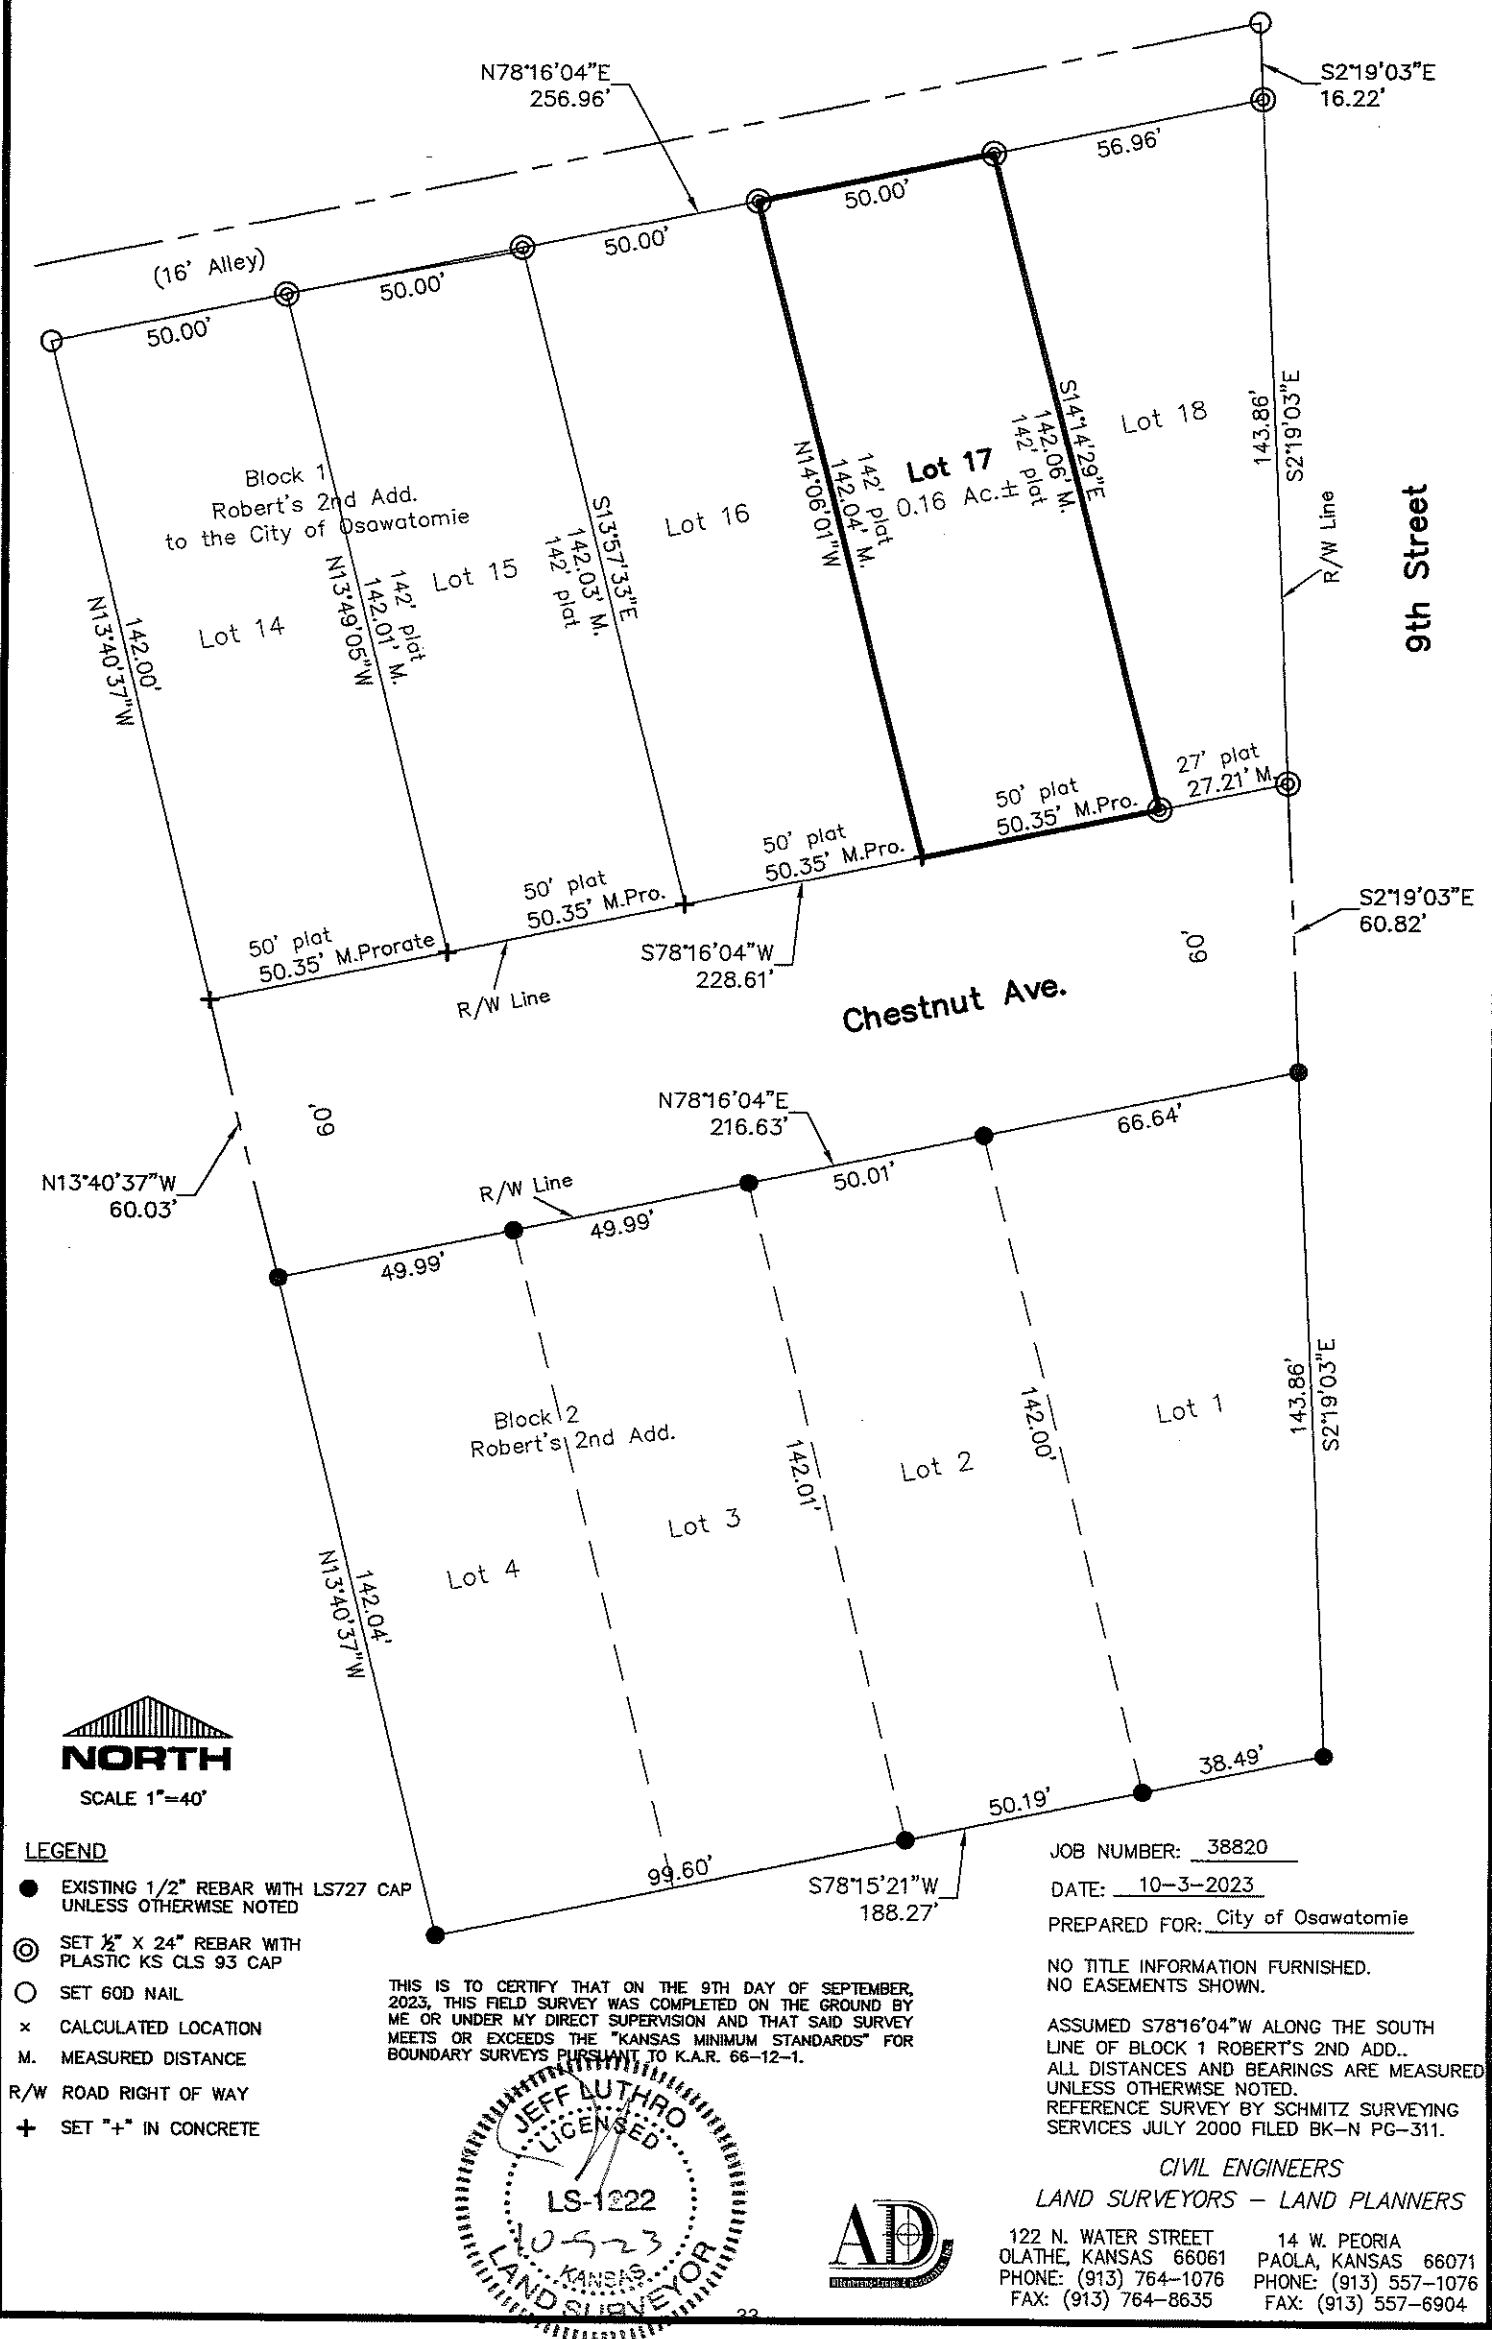 N78°16'04"E
256.96'
S2°19'03"E
16.22'
56.96'
50.00'
50.00'
50.00'
50.00'
(16' Alley)
Block 1
Robert's 2nd Add.
to the City of Osawatomie
Lot 14
Lot 15
Lot 16
Lot 17
0.16 Ac.±
Lot 18
142.00'
N13°40'37"W
142' plat
142.01' M.
N13°49'05"W
S13°57'33"E
142.03' M.
142' plat
142' plat
142.04' M.
N14°06'01"W
S14°14'29"E
142.06' M.
142' plat
143.86'
S2°19'03"E
R/W Line
9th Street
27' plat
27.21' M.
50' plat
50.35' M.Pro.
50' plat
50.35' M.Pro.
50' plat
50.35' M.Pro.
50' plat
50.35' M.Prorate
S78°16'04"W
228.61'
R/W Line
60'
S2°19'03"E
60.82'
Chestnut Ave.
60'
N13°40'37"W
60.03'
N78°16'04"E
216.63'
R/W Line
66.64'
50.01'
49.99'
49.99'
Block 2
Robert's 2nd Add.
Lot 1
Lot 2
Lot 3
Lot 4
143.86'
S2°19'03"E
142.00'
142.01'
142.04'
N13°40'37"W
38.49'
50.19'
99.60'
S78°15'21"W
188.27'
NORTH
SCALE 1"=40'
LEGEND
EXISTING 1/2" REBAR WITH LS727 CAP
UNLESS OTHERWISE NOTED
SET ½" X 24" REBAR WITH
PLASTIC KS CLS 93 CAP
SET 60D NAIL
× CALCULATED LOCATION
M. MEASURED DISTANCE
R/W ROAD RIGHT OF WAY
+ SET "+" IN CONCRETE
THIS IS TO CERTIFY THAT ON THE 9TH DAY OF SEPTEMBER,
2023, THIS FIELD SURVEY WAS COMPLETED ON THE GROUND BY
ME OR UNDER MY DIRECT SUPERVISION AND THAT SAID SURVEY
MEETS OR EXCEEDS THE "KANSAS MINIMUM STANDARDS" FOR
BOUNDARY SURVEYS PURSUANT TO K.A.R. 66-12-1.
JEFF LUTHRO
LICENSED
LS-1222
10-5-23
KANSAS
LAND SURVEYOR
33
JOB NUMBER: 38820
DATE: 10-3-2023
PREPARED FOR: City of Osawatomie
NO TITLE INFORMATION FURNISHED.
NO EASEMENTS SHOWN.
ASSUMED S78°16'04"W ALONG THE SOUTH
LINE OF BLOCK 1 ROBERT'S 2ND ADD..
ALL DISTANCES AND BEARINGS ARE MEASURED
UNLESS OTHERWISE NOTED.
REFERENCE SURVEY BY SCHMITZ SURVEYING
SERVICES JULY 2000 FILED BK-N PG-311.
CIVIL ENGINEERS
LAND SURVEYORS - LAND PLANNERS
AD
122 N. WATER STREET
OLATHE, KANSAS 66061
PHONE: (913) 764-1076
FAX: (913) 764-8635
14 W. PEORIA
PAOLA, KANSAS 66071
PHONE: (913) 557-1076
FAX: (913) 557-6904